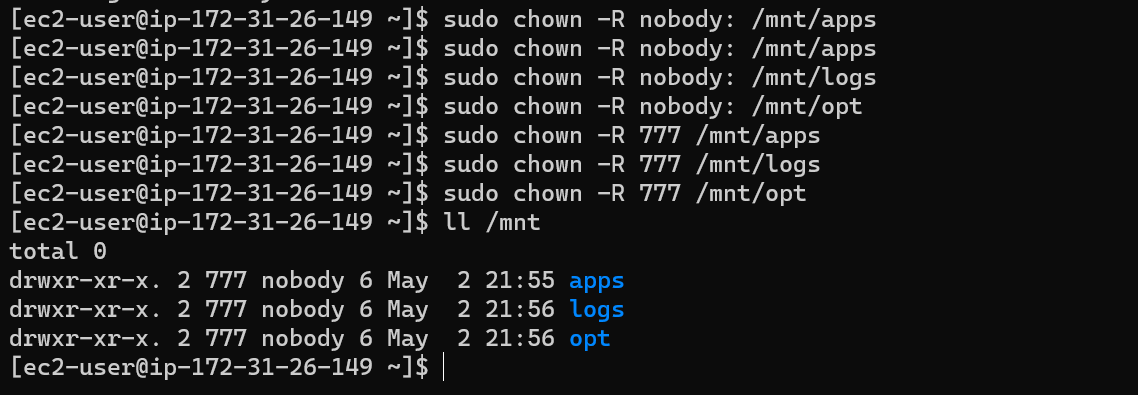 [ec2-user@ip-172-31-26-149 ~]$ sudo chown -R nobody: /mnt/apps
[ec2-user@ip-172-31-26-149 ~]$ sudo chown -R nobody: /mnt/apps
[ec2-user@ip-172-31-26-149 ~]$ sudo chown -R nobody: /mnt/logs
[ec2-user@ip-172-31-26-149 ~]$ sudo chown -R nobody: /mnt/opt
[ec2-user@ip-172-31-26-149 ~]$ sudo chown -R 777 /mnt/apps
[ec2-user@ip-172-31-26-149 ~]$ sudo chown -R 777 /mnt/logs
[ec2-user@ip-172-31-26-149 ~]$ sudo chown -R 777 /mnt/opt
[ec2-user@ip-172-31-26-149 ~]$ ll /mnt
total 0
drwxr-xr-x. 2 777 nobody 6 May  2 21:55 apps
drwxr-xr-x. 2 777 nobody 6 May  2 21:56 logs
drwxr-xr-x. 2 777 nobody 6 May  2 21:56 opt
[ec2-user@ip-172-31-26-149 ~]$